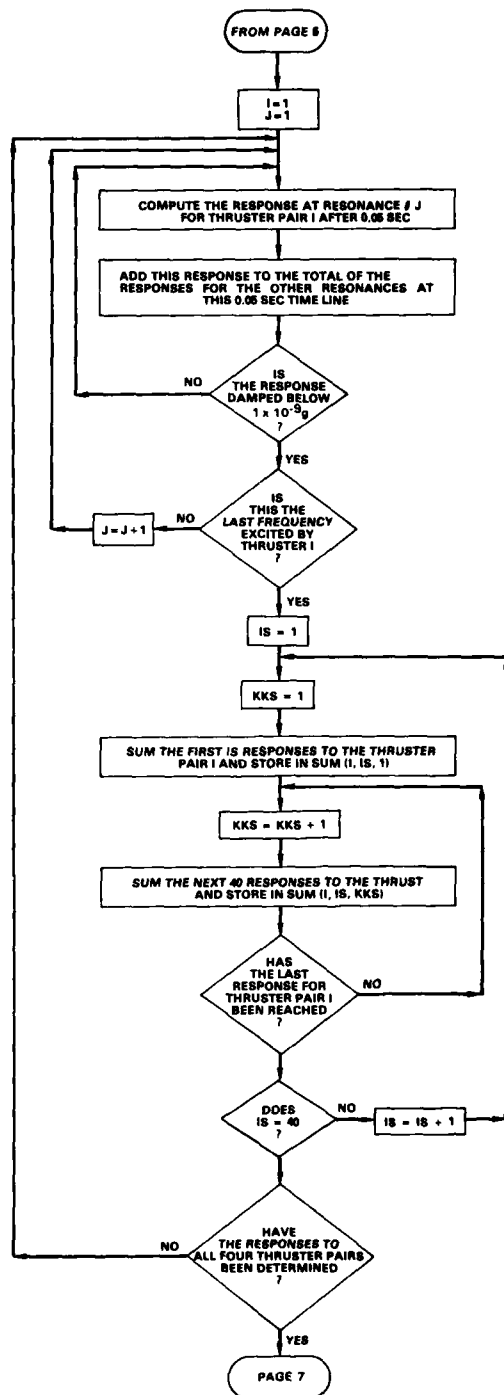 FROM PAGE 5
I = 1
J = 1
COMPUTE THE RESPONSE AT RESONANCE # J
FOR THRUSTER PAIR I AFTER 0.05 SEC
ADD THIS RESPONSE TO THE TOTAL OF THE
RESPONSES FOR THE OTHER RESONANCES AT
THIS 0.05 SEC TIME LINE
IS
THE RESPONSE
DAMPED BELOW
1 x 10⁻⁹g
?
NO
YES
IS
THIS THE
LAST FREQUENCY
EXCITED BY
THRUSTER I
?
NO
J = J + 1
YES
IS = 1
KKS = 1
SUM THE FIRST IS RESPONSES TO THE THRUSTER
PAIR I AND STORE IN SUM (I, IS, 1)
KKS = KKS + 1
SUM THE NEXT 40 RESPONSES TO THE THRUST
AND STORE IN SUM (I, IS, KKS)
HAS
THE LAST
RESPONSE FOR
THRUSTER PAIR I
BEEN REACHED
?
NO
DOES
IS = 40
?
NO
IS = IS + 1
HAVE
THE RESPONSES TO
ALL FOUR THRUSTER PAIRS
BEEN DETERMINED
?
NO
YES
PAGE 7